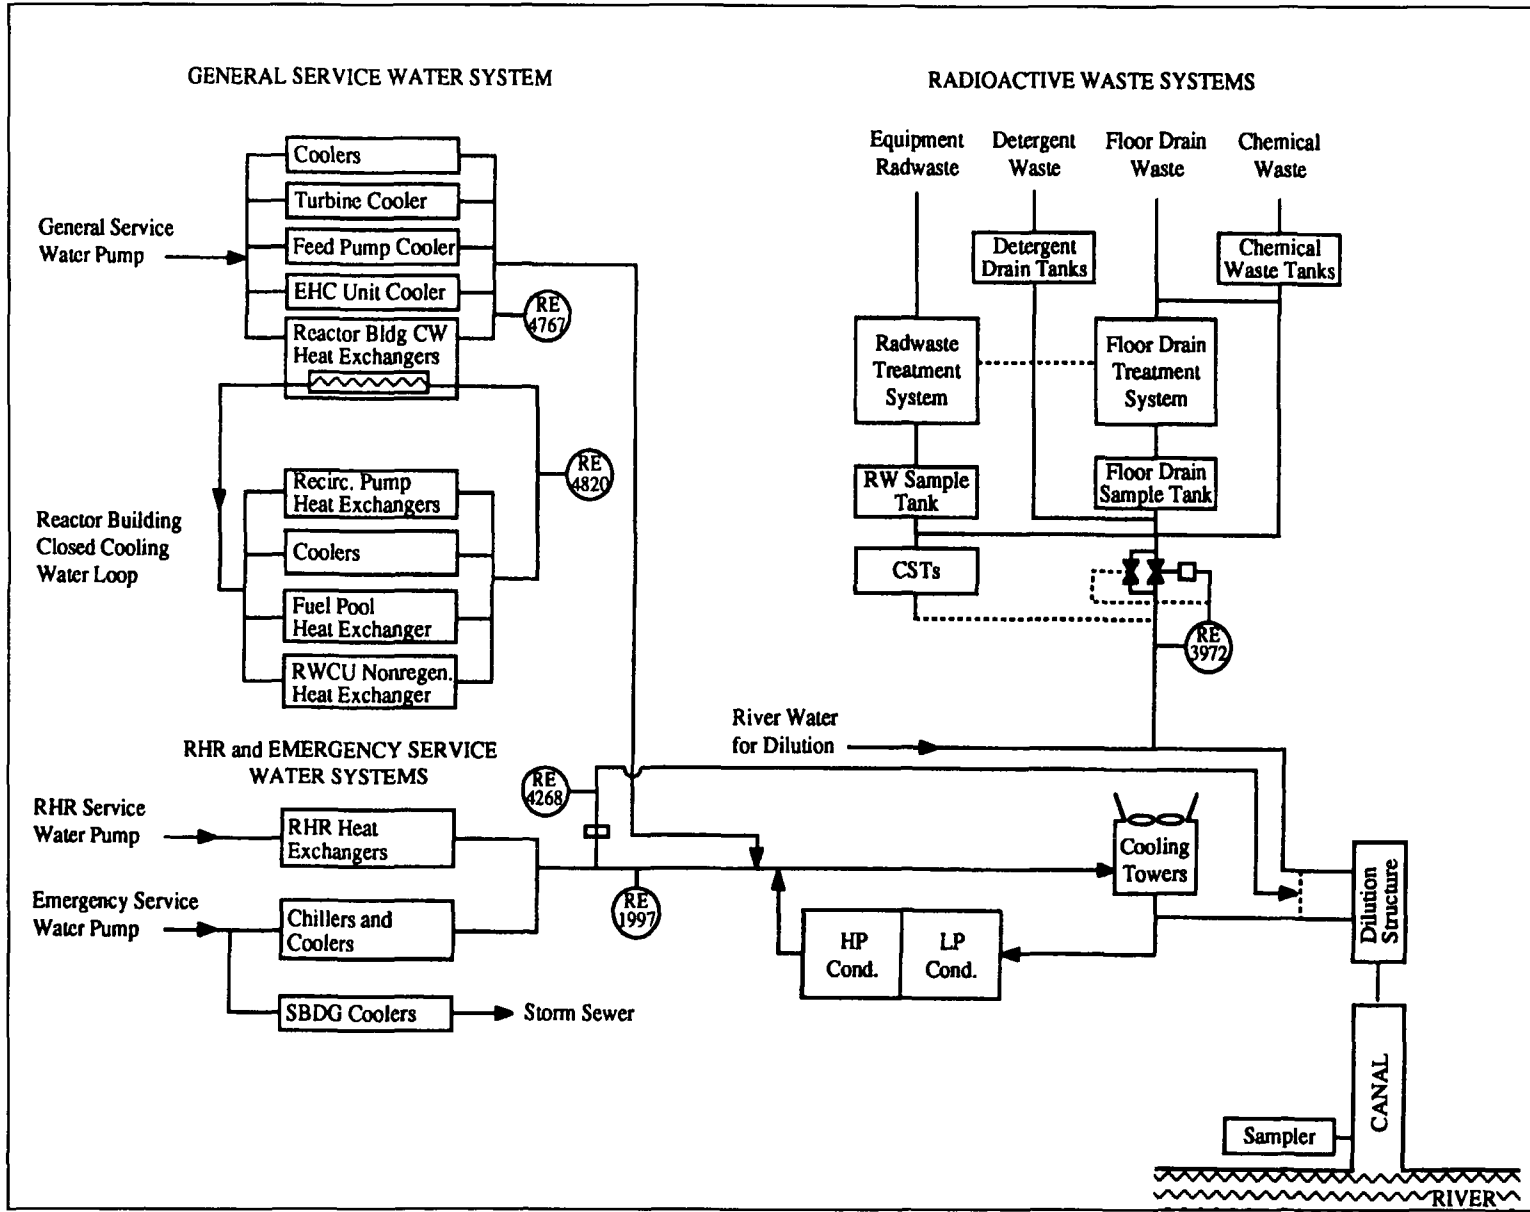 GENERAL SERVICE WATER SYSTEM
Coolers
Turbine Cooler
General Service
Water Pump
Feed Pump Cooler
EHC Unit Cooler
RE
4767
Reactor Bldg CW
Heat Exchangers
RE
4820
Recirc. Pump
Heat Exchangers
Reactor Building
Closed Cooling
Water Loop
Coolers
Fuel Pool
Heat Exchanger
RWCU Nonregen.
Heat Exchanger
RADIOACTIVE WASTE SYSTEMS
Equipment
Radwaste
Detergent
Waste
Floor Drain
Waste
Chemical
Waste
Detergent
Drain Tanks
Chemical
Waste Tanks
Radwaste
Treatment
System
Floor Drain
Treatment
System
RW Sample
Tank
Floor Drain
Sample Tank
CSTs
RE
3972
River Water
for Dilution
RHR and EMERGENCY SERVICE
WATER SYSTEMS
RE
4268
RHR Service
Water Pump
RHR Heat
Exchangers
Cooling
Towers
Emergency Service
Water Pump
Chillers and
Coolers
RE
1997
HP
Cond.
LP
Cond.
Dilution
Structure
SBDG Coolers
Storm Sewer
CANAL
Sampler
RIVER